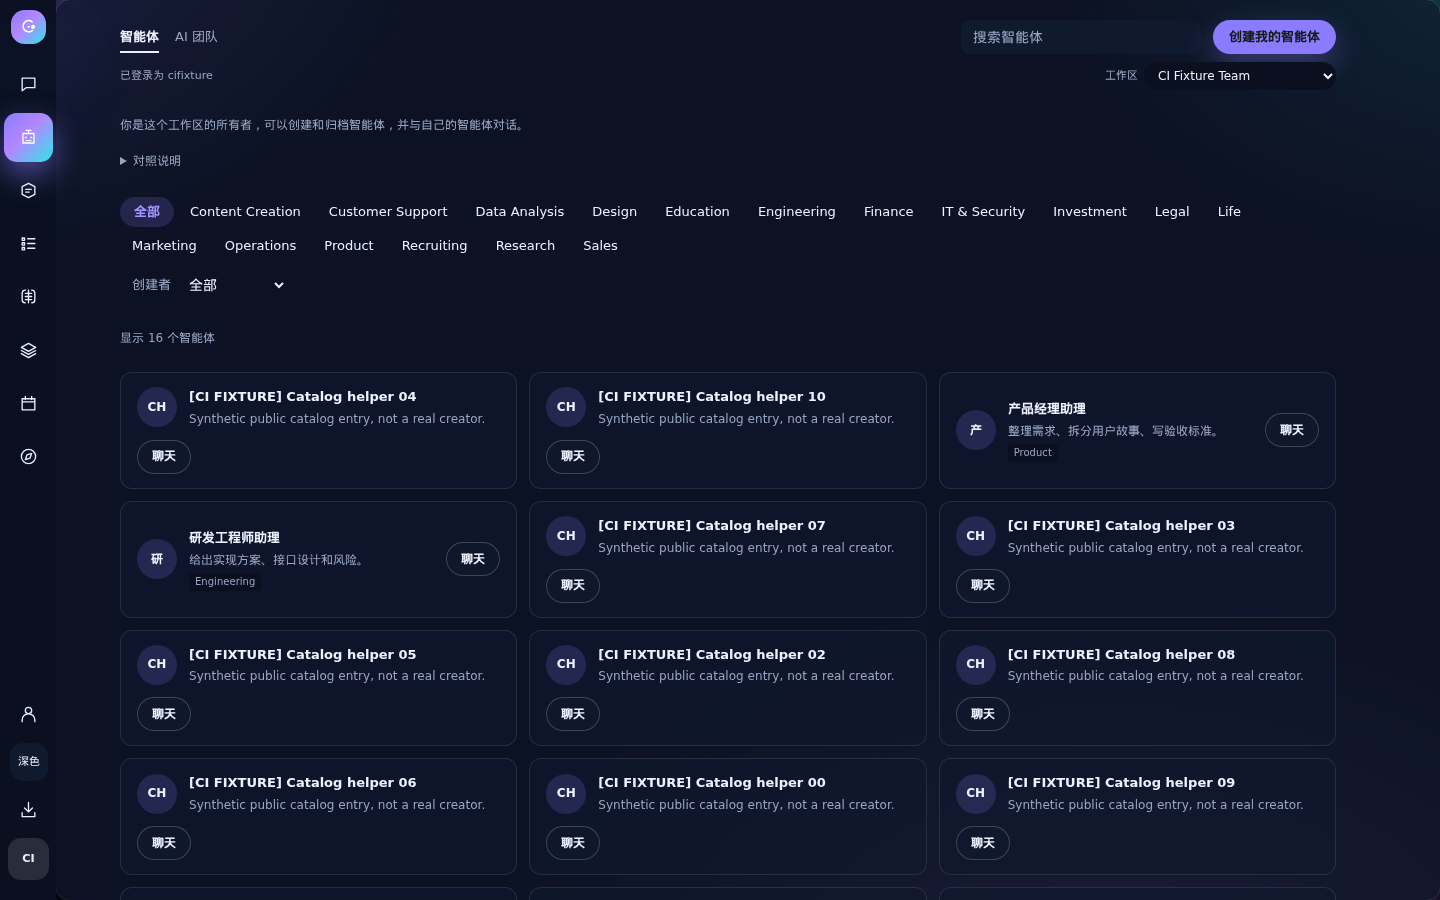 智能体 AI 团队 搜索智能体 创建我的智能体
已登录为 cifixture 工作区 CI Fixture Team
你是这个工作区的所有者，可以创建和归档智能体，并与自己的智能体对话。
对照说明
全部 Content Creation Customer Support Data Analysis Design Education Engineering Finance IT & Security Investment Legal Life
Marketing Operations Product Recruiting Research Sales
创建者 全部
显示 16 个智能体
CH [CI FIXTURE] Catalog helper 04
Synthetic public catalog entry, not a real creator.
聊天
CH [CI FIXTURE] Catalog helper 10
Synthetic public catalog entry, not a real creator.
聊天
产 产品经理助理
整理需求、拆分用户故事、写验收标准。
Product
聊天
研 研发工程师助理
给出实现方案、接口设计和风险。
Engineering
聊天
CH [CI FIXTURE] Catalog helper 07
Synthetic public catalog entry, not a real creator.
聊天
CH [CI FIXTURE] Catalog helper 03
Synthetic public catalog entry, not a real creator.
聊天
CH [CI FIXTURE] Catalog helper 05
Synthetic public catalog entry, not a real creator.
聊天
CH [CI FIXTURE] Catalog helper 02
Synthetic public catalog entry, not a real creator.
聊天
CH [CI FIXTURE] Catalog helper 08
Synthetic public catalog entry, not a real creator.
聊天
CH [CI FIXTURE] Catalog helper 06
Synthetic public catalog entry, not a real creator.
聊天
CH [CI FIXTURE] Catalog helper 00
Synthetic public catalog entry, not a real creator.
聊天
CH [CI FIXTURE] Catalog helper 09
Synthetic public catalog entry, not a real creator.
聊天
深色
CI